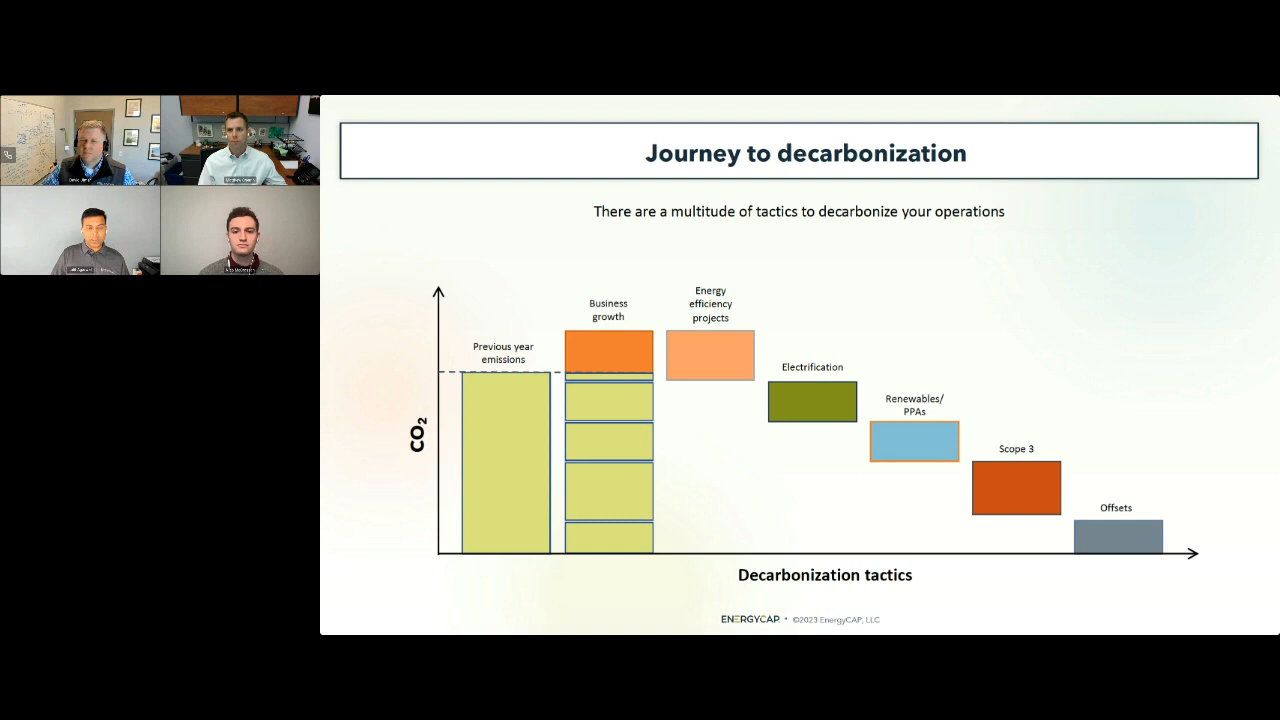 Journey to decarbonization
There are a multitude of tactics to decarbonize your operations
Previous year
emissions
Business
growth
Energy
efficiency
projects
Electrification
Renewables/
PPAs
Scope 3
Offsets
CO₂
Decarbonization tactics
ENERGYCAP • ©2023 EnergyCAP, LLC